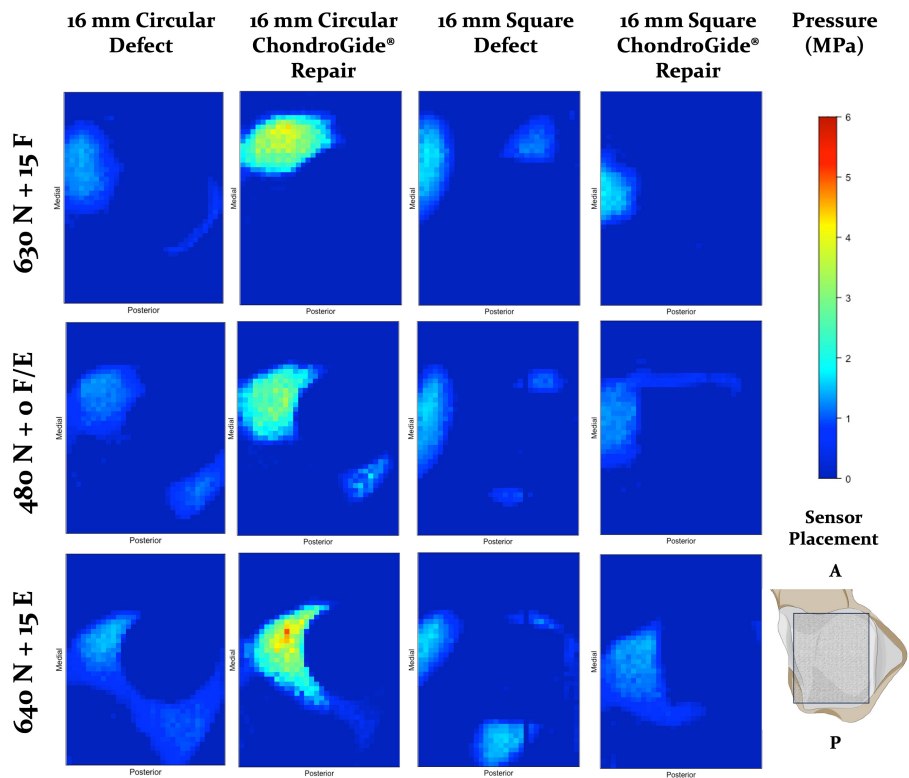 16 mm Circular Defect
16 mm Circular ChondroGide® Repair
16 mm Square Defect
16 mm Square ChondroGide® Repair
Pressure (MPa)
630 N + 15 F
Medial
Posterior
Medial
Posterior
Medial
Posterior
Medial
Posterior
6
5
4
3
2
1
0
480 N + 0 F/E
Medial
Posterior
Medial
Posterior
Medial
Posterior
Medial
Posterior
Sensor
Placement
A
P
640 N + 15 E
Medial
Posterior
Medial
Posterior
Medial
Posterior
Medial
Posterior